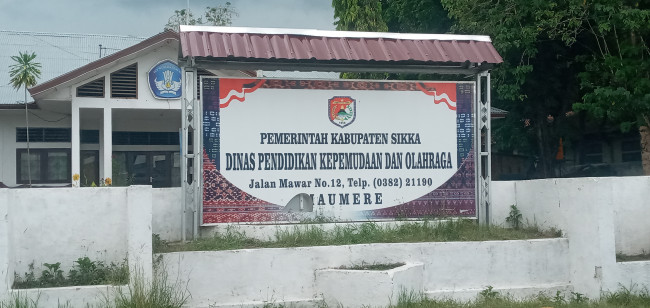 PEMERINTAH KABUPATEN SIKKA
DINAS PENDIDIKAN KEPEMUDAAN DAN OLAHRAGA
Jalan Mawar No.12, Telp. (0382) 21190
MAUMERE